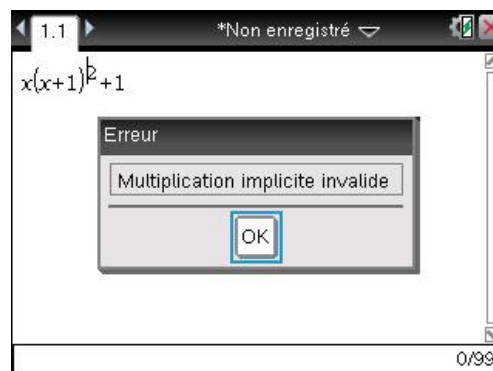 1.1 *Non enregistré
x(x+1)²+1
Erreur
Multiplication implicite invalide
OK
0/99